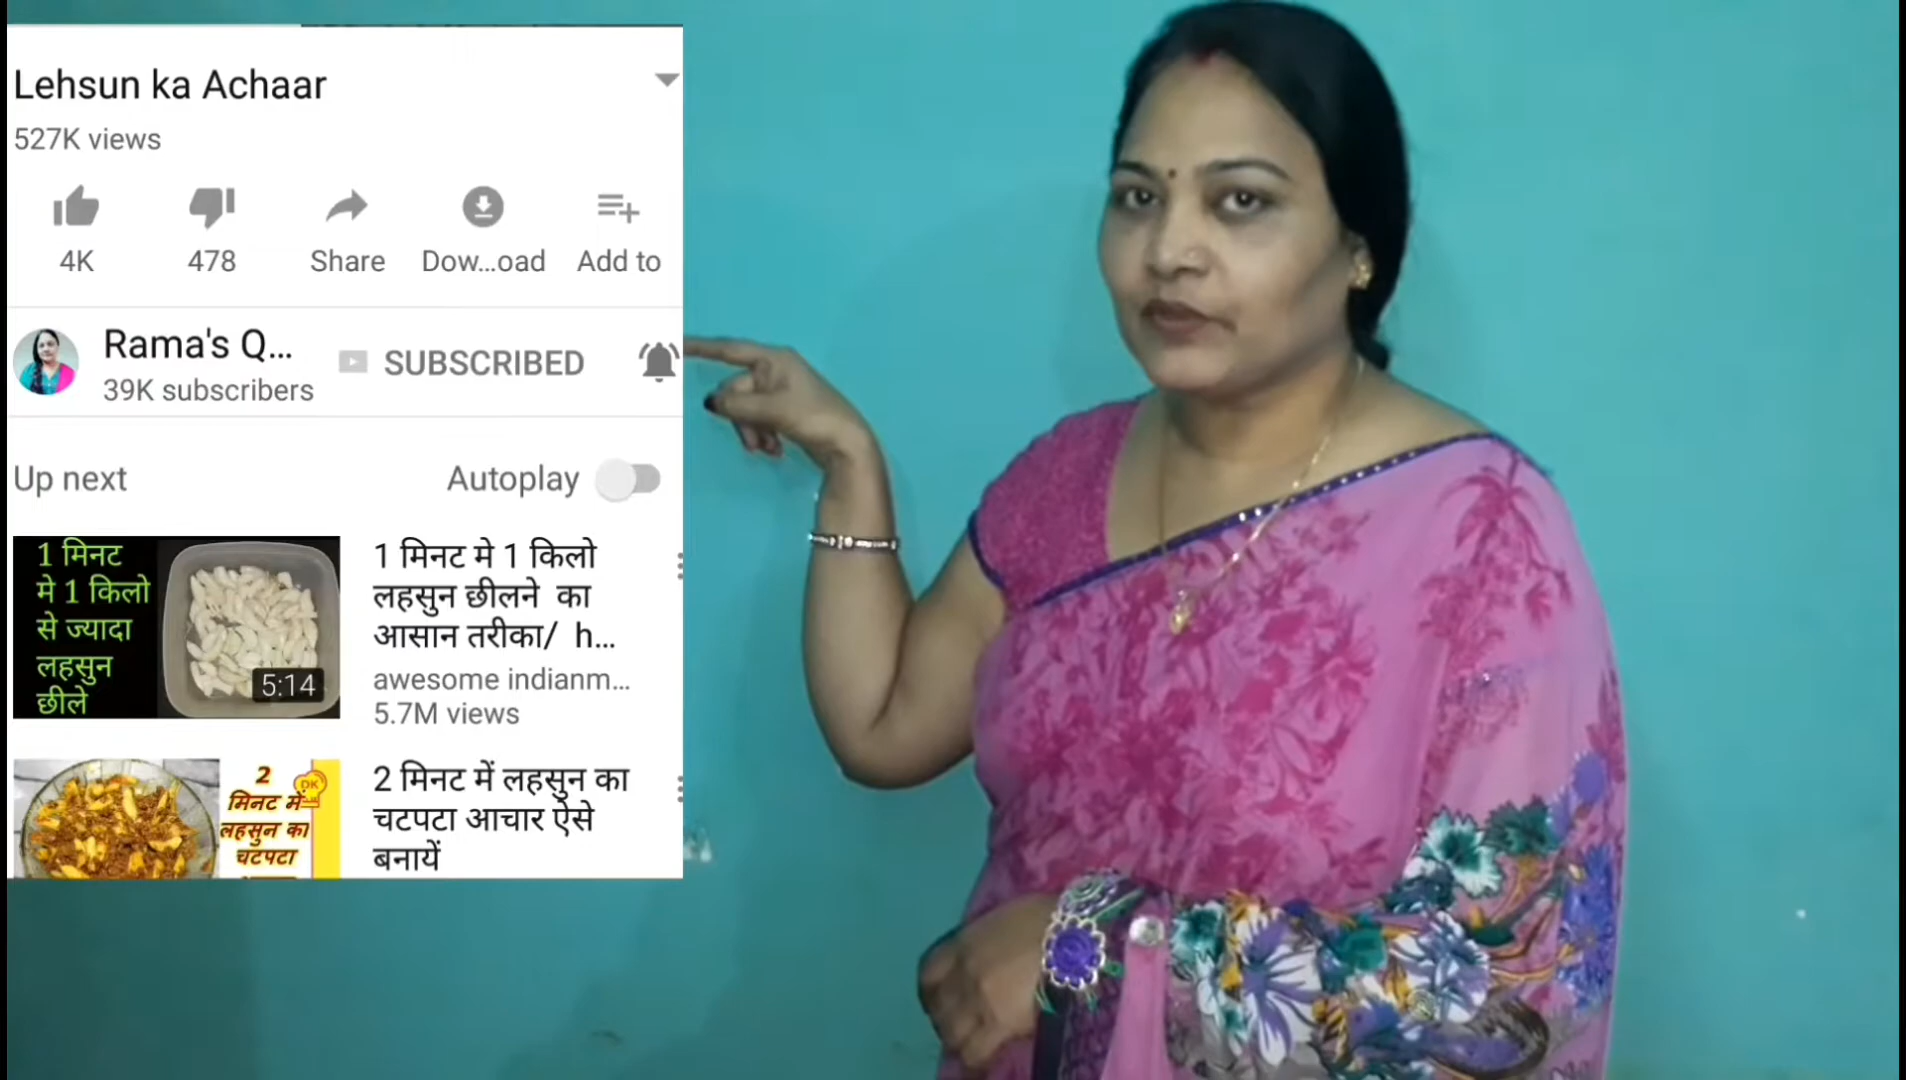 Lehsun ka Achaar
527K views
4K
478
Share
Dow...oad
Add to
Rama's Q...
SUBSCRIBED
39K subscribers
Up next
Autoplay
1 मिनट
मे 1 किलो
से ज्यादा
लहसुन
छीले
5:14
1 मिनट मे 1 किलो
लहसुन छीलने का
आसान तरीका/ h...
awesome indianm...
5.7M views
2
मिनट में
लहसुन का
चटपटा
DK
2 मिनट में लहसुन का
चटपटा आचार ऐसे
बनायें